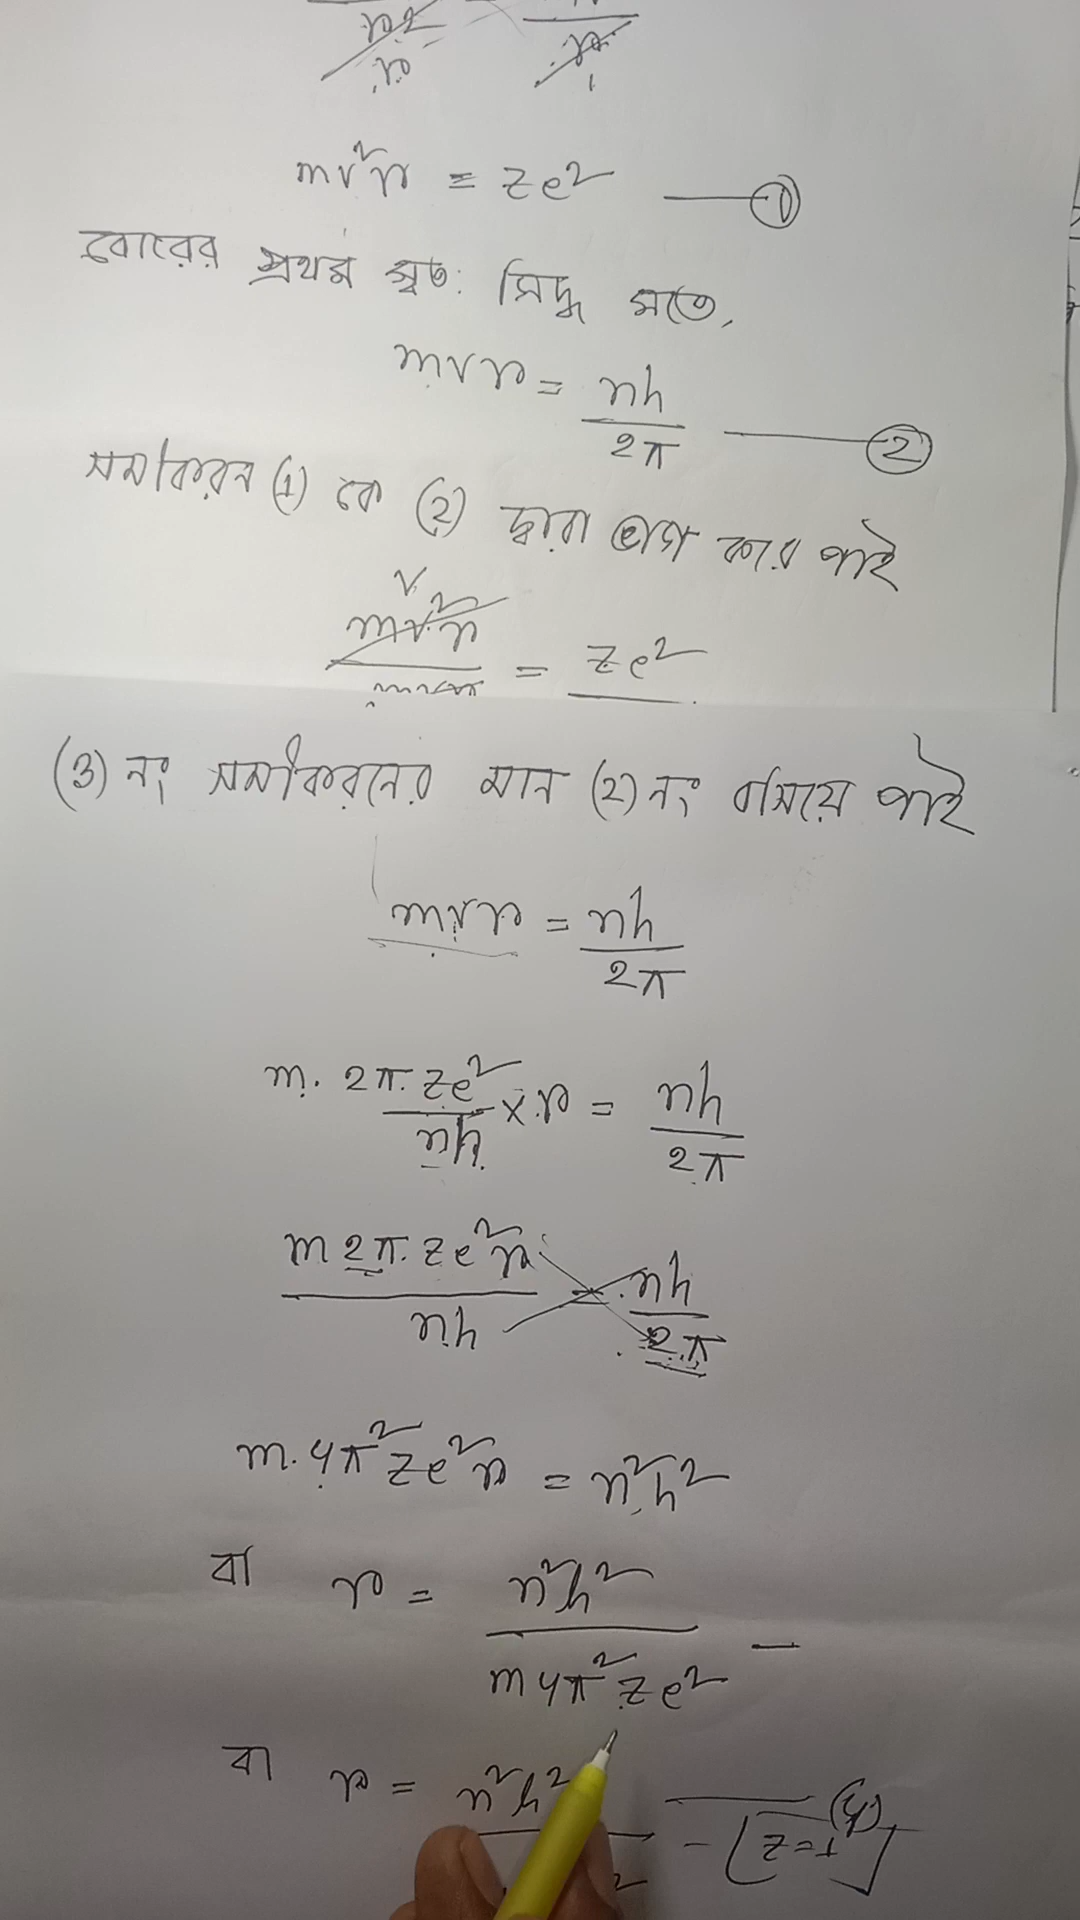 mv²r = ze² ——①
বোরের প্রথম স্বত: সিদ্ধ মতে,
mvr = nh/2π ——②
সমীকরন (1) কে (2) দ্বারা ভাগ করে পাই
mv²r/mvr = ze²
(3) নং সমীকরনের মান (2) নং বসিয়ে পাই
mvr = nh/2π
m. 2π.ze²/nh × r = nh/2π
m 2π. ze²r/nh = nh/2π
m. 4π²ze²r = n²h²
বা r = n²h²/m4π²ze² –
বা r = n²h² —— (4)
[z=1]